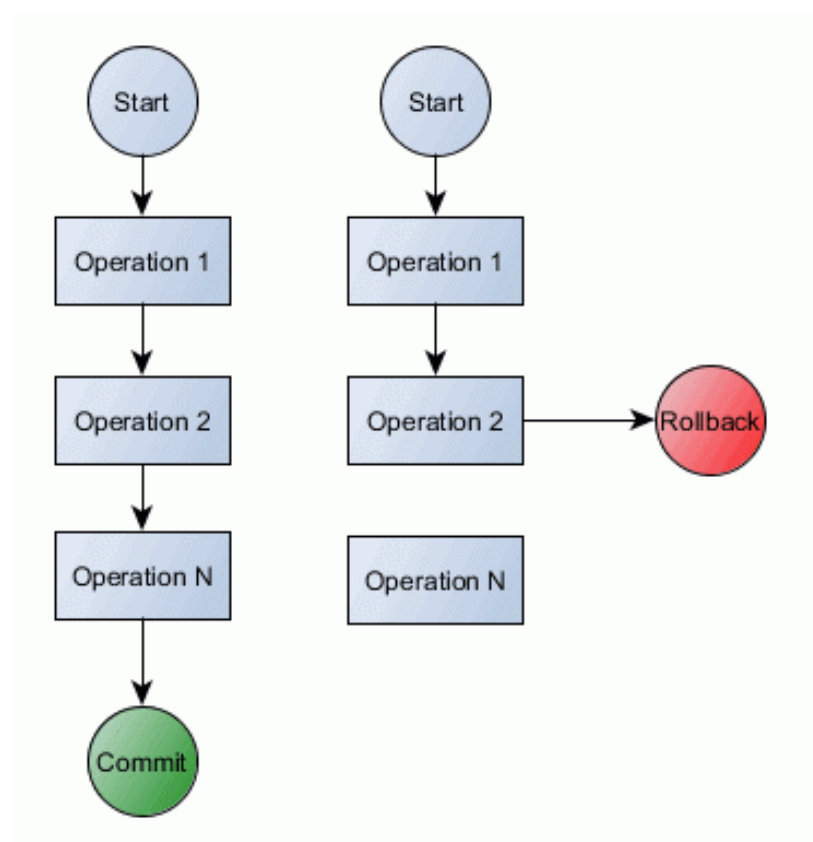 Start
Operation 1
Operation 2
Operation N
Commit
Start
Operation 1
Operation 2
Rollback
Operation N